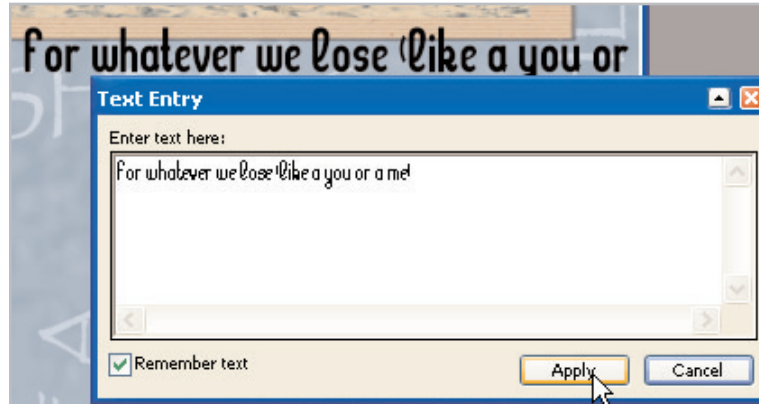 for whatever we lose (like a you or
Text Entry
Enter text here:
for whatever we lose (like a you or a me)
Remember text
Apply
Cancel